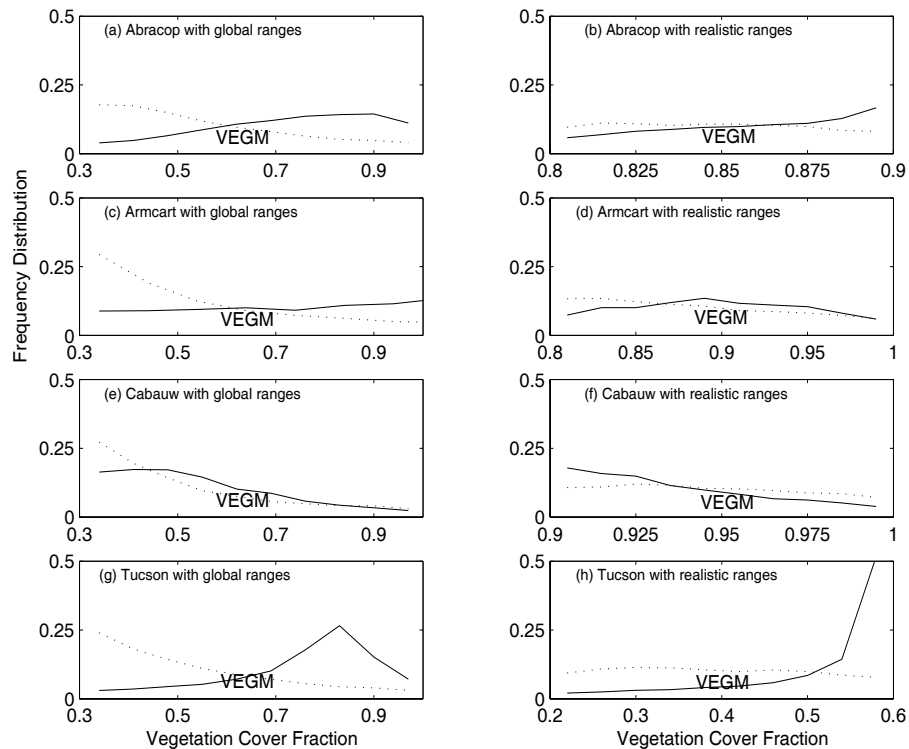 Frequency Distribution
(a) Abracop with global ranges
0.5
0.25
0
VEGM
0.3 0.5 0.7 0.9
(b) Abracop with realistic ranges
0.5
0.25
0
VEGM
0.8 0.825 0.85 0.875 0.9
(c) Armcart with global ranges
0.5
0.25
0
VEGM
0.3 0.5 0.7 0.9
(d) Armcart with realistic ranges
0.5
0.25
0
VEGM
0.8 0.85 0.9 0.95 1
(e) Cabauw with global ranges
0.5
0.25
0
VEGM
0.3 0.5 0.7 0.9
(f) Cabauw with realistic ranges
0.5
0.25
0
VEGM
0.9 0.925 0.95 0.975 1
(g) Tucson with global ranges
0.5
0.25
0
VEGM
0.3 0.5 0.7 0.9
Vegetation Cover Fraction
(h) Tucson with realistic ranges
0.5
0.25
0
VEGM
0.2 0.3 0.4 0.5 0.6
Vegetation Cover Fraction